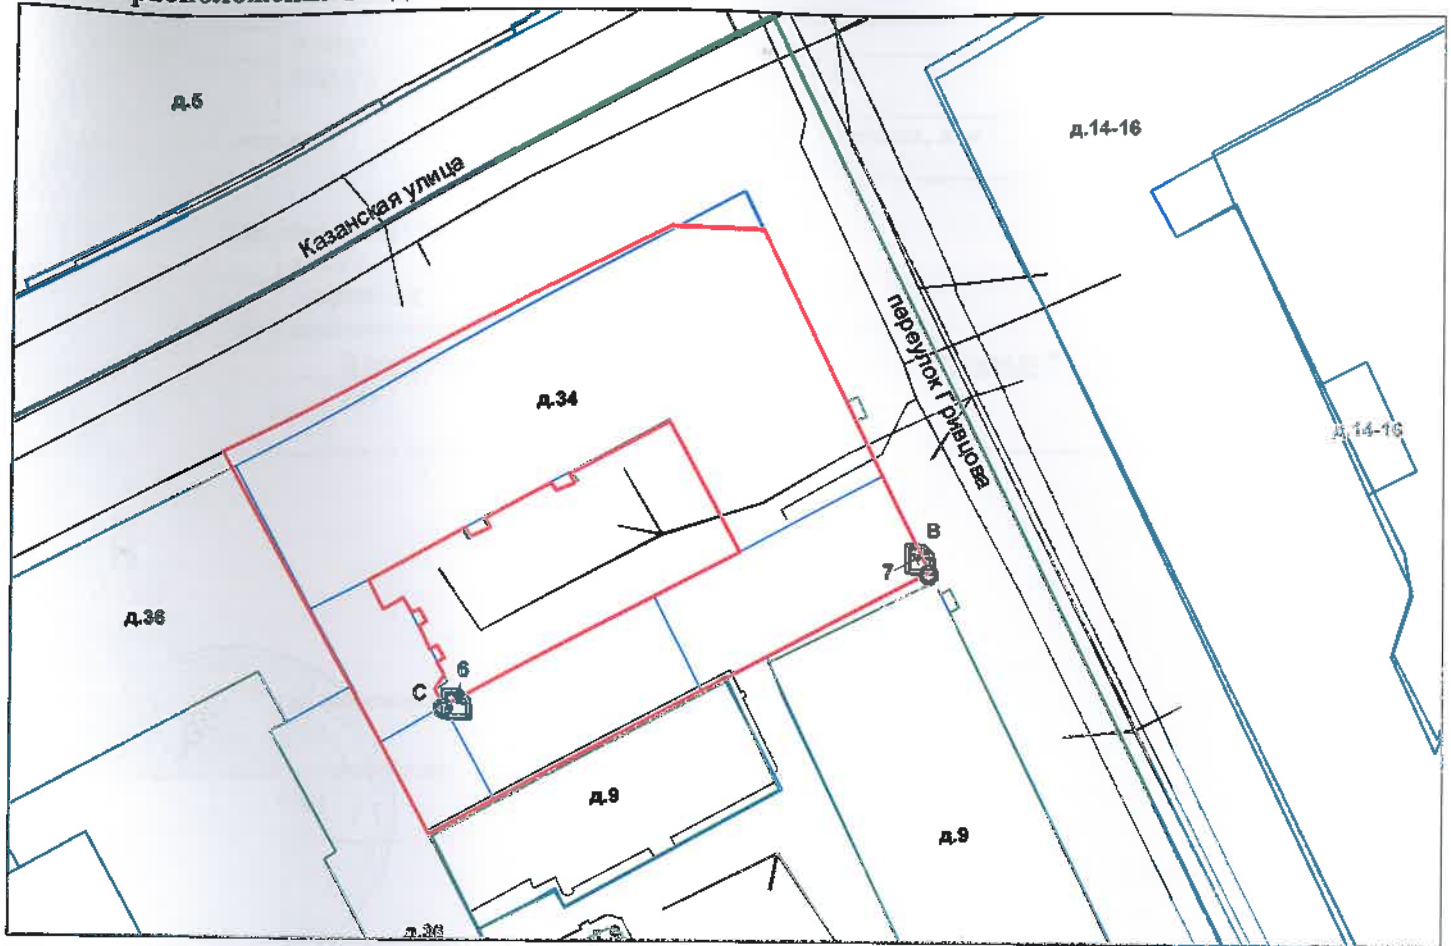 д.5
д.14-16
Казанская улица
переулок Гривцова
д.34
д.14-16
В
7
д.36
6
С
д.9
д.9
д.36